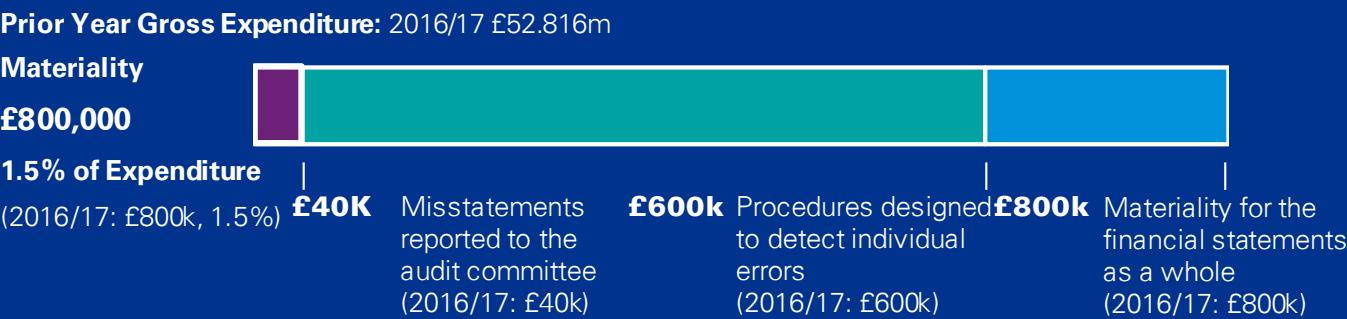 Prior Year Gross Expenditure: 2016/17 £52.816m
Materiality
£800,000
1.5% of Expenditure
(2016/17: £800k, 1.5%)
£40K
Misstatements
reported to the
audit committee
(2016/17: £40k)
£600k
Procedures designed
to detect individual
errors
(2016/17: £600k)
£800k
Materiality for the
financial statements
as a whole
(2016/17: £800k)